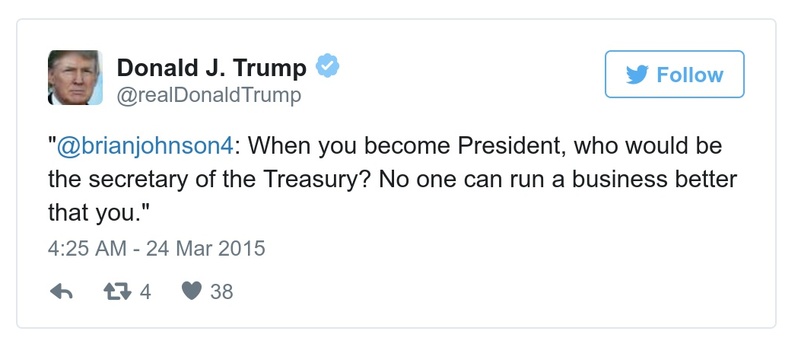 Donald J. Trump
Follow
@realDonaldTrump
"@brianjohnson4: When you become President, who would be
the secretary of the Treasury? No one can run a business better
that you."
4:25 AM - 24 Mar 2015
4 38